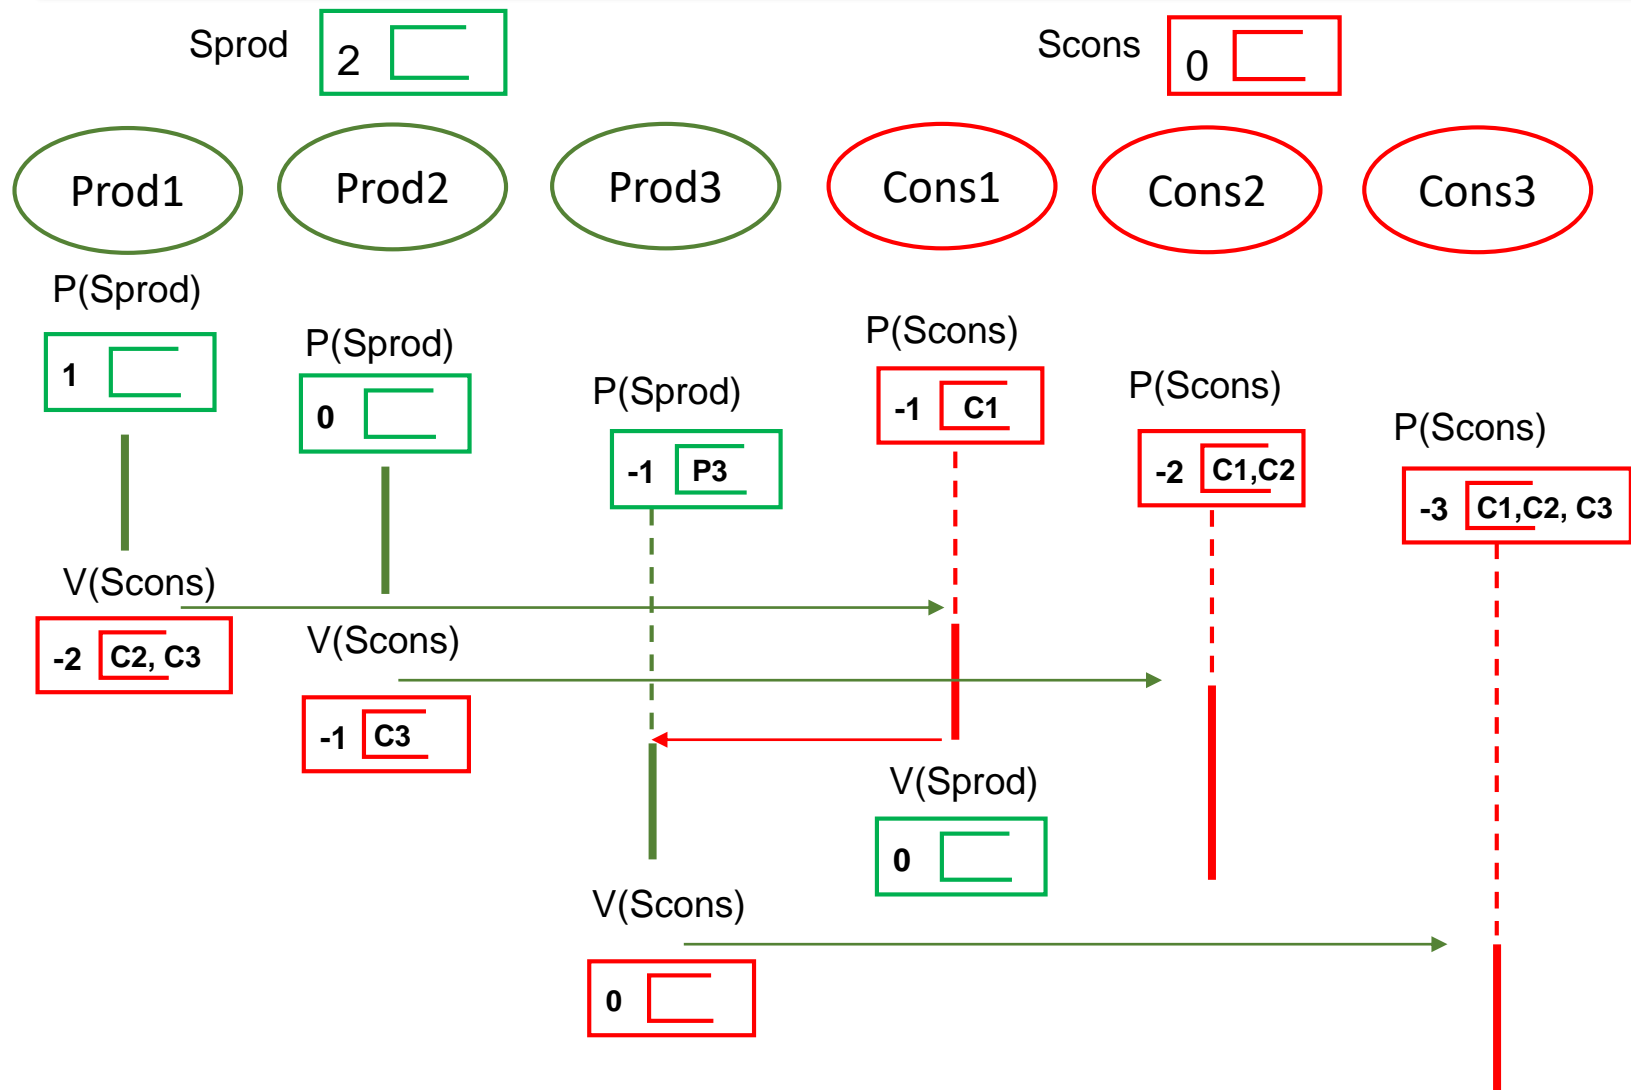 Sprod 2
Scons 0
Prod1 Prod2 Prod3 Cons1 Cons2 Cons3
P(Sprod)
1
P(Sprod)
0
P(Sprod)
-1 P3
P(Scons)
-1 C1
P(Scons)
-2 C1,C2
P(Scons)
-3 C1,C2, C3
V(Scons)
-2 C2, C3
V(Scons)
-1 C3
V(Sprod)
0
V(Scons)
0